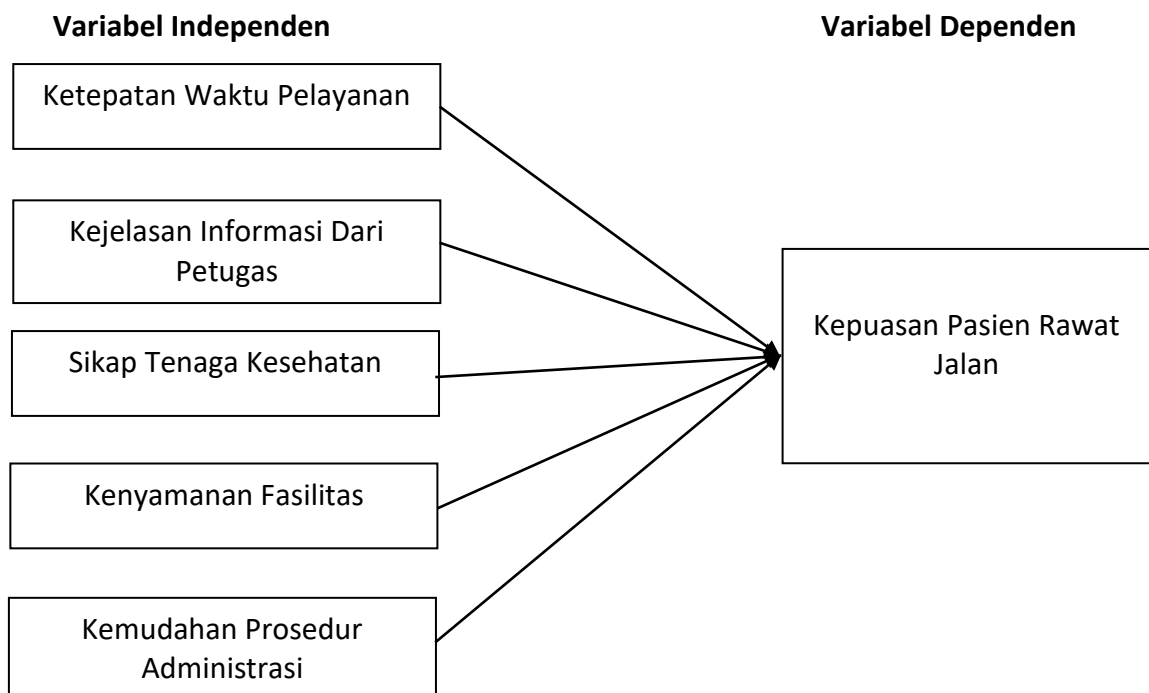 Variabel Independen
Variabel Dependen
Ketepatan Waktu Pelayanan
Kejelasan Informasi Dari
Petugas
Sikap Tenaga Kesehatan
Kenyamanan Fasilitas
Kemudahan Prosedur
Administrasi
Kepuasan Pasien Rawat
Jalan